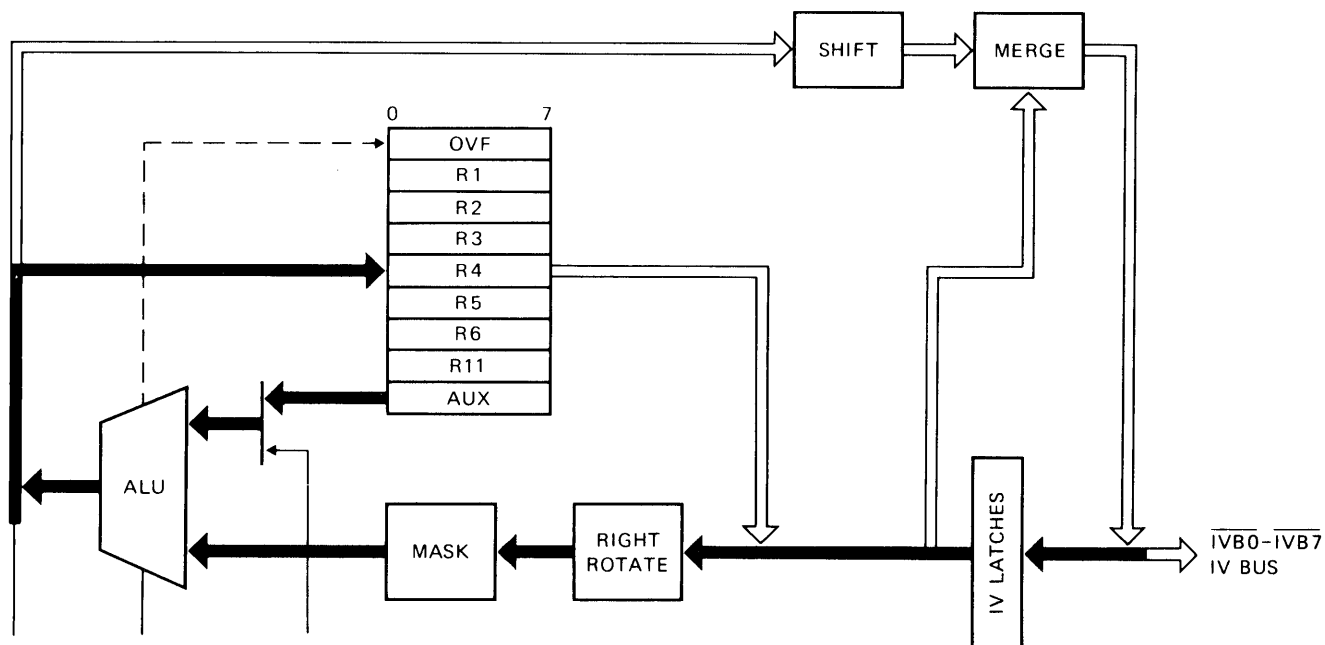 SHIFT
MERGE
0 7
OVF
R1
R2
R3
R4
R5
R6
R11
AUX
ALU
MASK
RIGHT
ROTATE
IV LATCHES
IVB0-IVB7
IV BUS